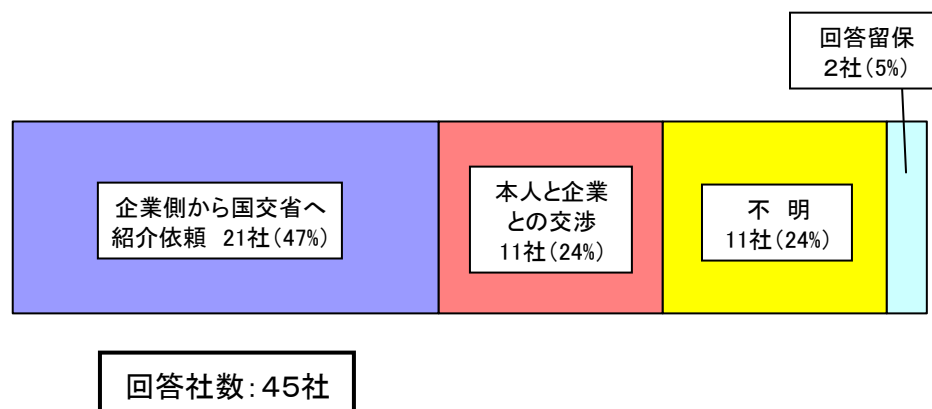 回答留保
２社(5%)
企業側から国交省へ
紹介依頼 21社(47%)
本人と企業
との交渉
11社(24%)
不 明
11社(24%)
回答社数:４５社